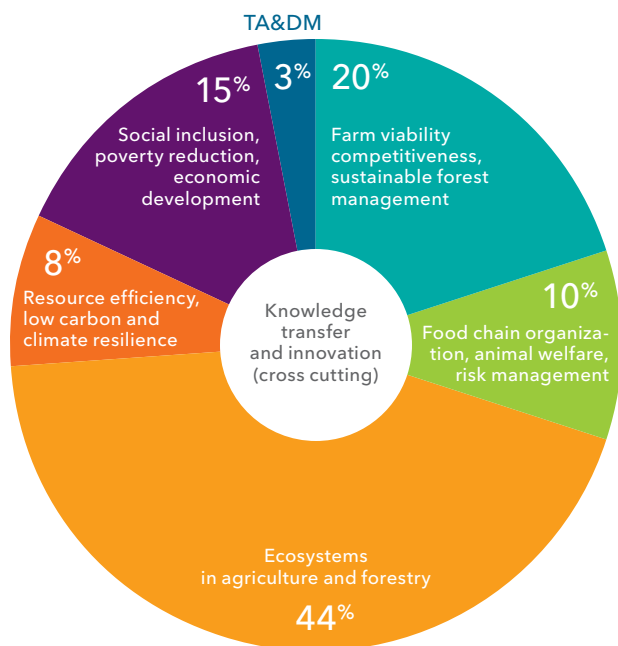 TA&DM
3%
20%
Farm viability
competitiveness,
sustainable forest
management
10%
Food chain organiza-
tion, animal welfare,
risk management
44%
Ecosystems
in agriculture and forestry
8%
Resource efficiency,
low carbon and
climate resilience
15%
Social inclusion,
poverty reduction,
economic
development
Knowledge
transfer
and innovation
(cross cutting)